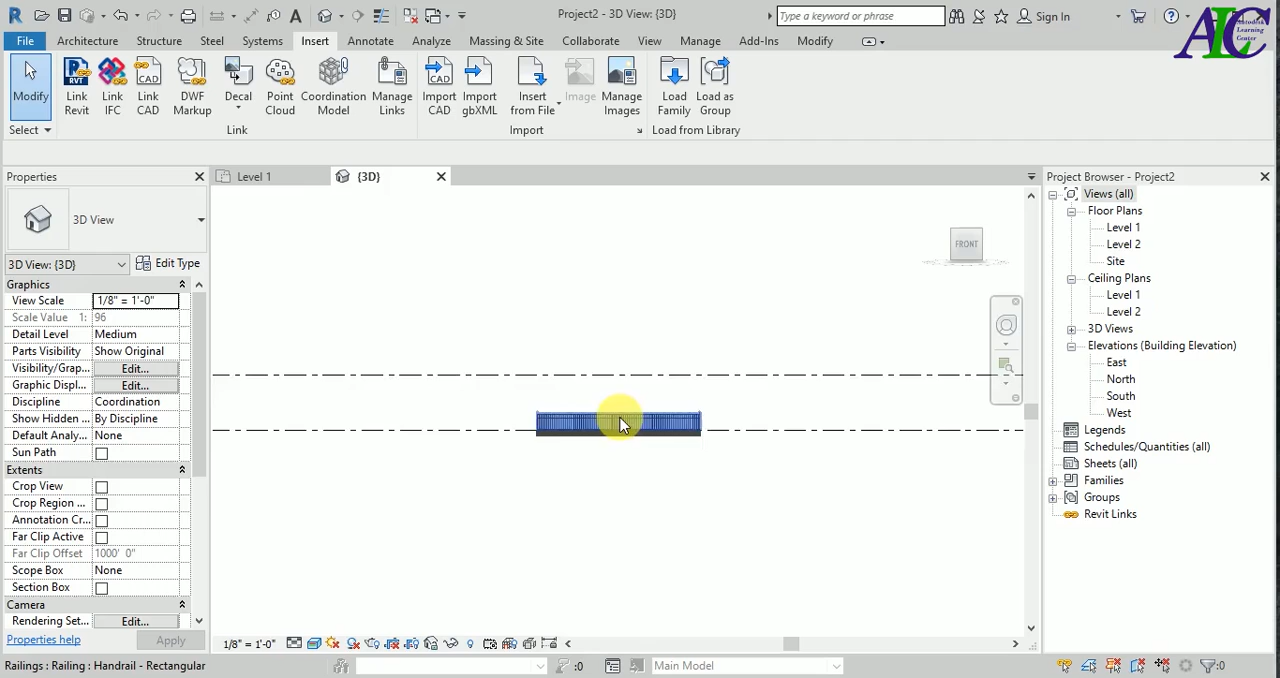 Project2 - 3D View: {3D}
Type a keyword or phrase
Sign In
Autodesk Learning Center
ALC
File Architecture Structure Steel Systems Insert Annotate Analyze Massing & Site Collaborate View Manage Add-Ins Modify
Modify
Link Revit
Link IFC
Link CAD
DWF Markup
Decal
Point Cloud
Coordination Model
Manage Links
Import CAD
Import gbXML
Insert from File
Image
Manage Images
Load Family
Load as Group
Select
Link
Import
Load from Library
Properties
3D View
3D View: {3D}
Edit Type
Graphics
View Scale 1/8" = 1'-0"
Scale Value 1: 96
Detail Level Medium
Parts Visibility Show Original
Visibility/Grap... Edit...
Graphic Displ... Edit...
Discipline Coordination
Show Hidden ... By Discipline
Default Analy... None
Sun Path
Extents
Crop View
Crop Region ...
Annotation Cr...
Far Clip Active
Far Clip Offset 1000' 0"
Scope Box None
Section Box
Camera
Rendering Set... Edit...
Properties help
Apply
Level 1
{3D}
FRONT
1/8" = 1'-0"
Project Browser - Project2
Views (all)
Floor Plans
Level 1
Level 2
Site
Ceiling Plans
Level 1
Level 2
3D Views
Elevations (Building Elevation)
East
North
South
West
Legends
Schedules/Quantities (all)
Sheets (all)
Families
Groups
Revit Links
Railings : Railing : Handrail - Rectangular
:0
Main Model
:0